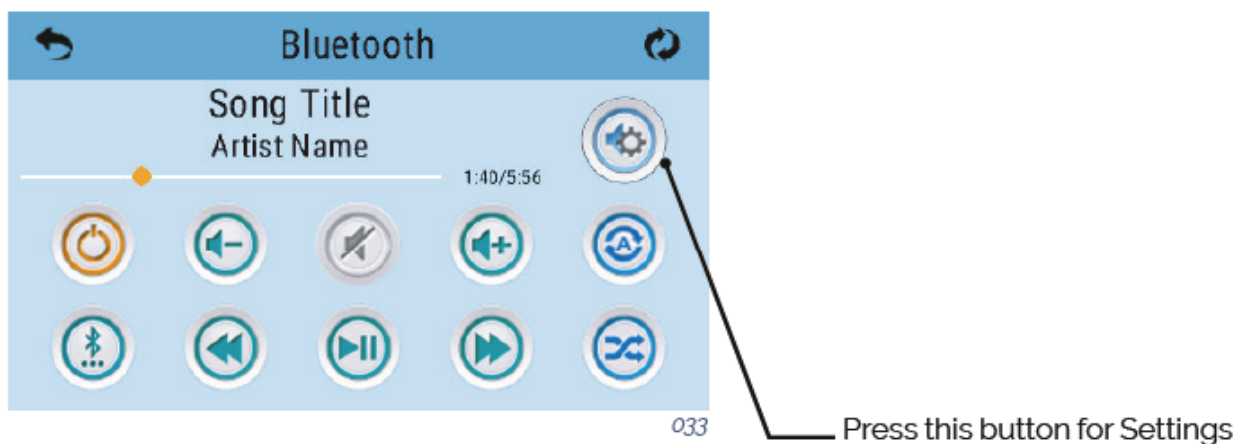 Bluetooth
Song Title
Artist Name
1:40/5:56
A
033
Press this button for Settings